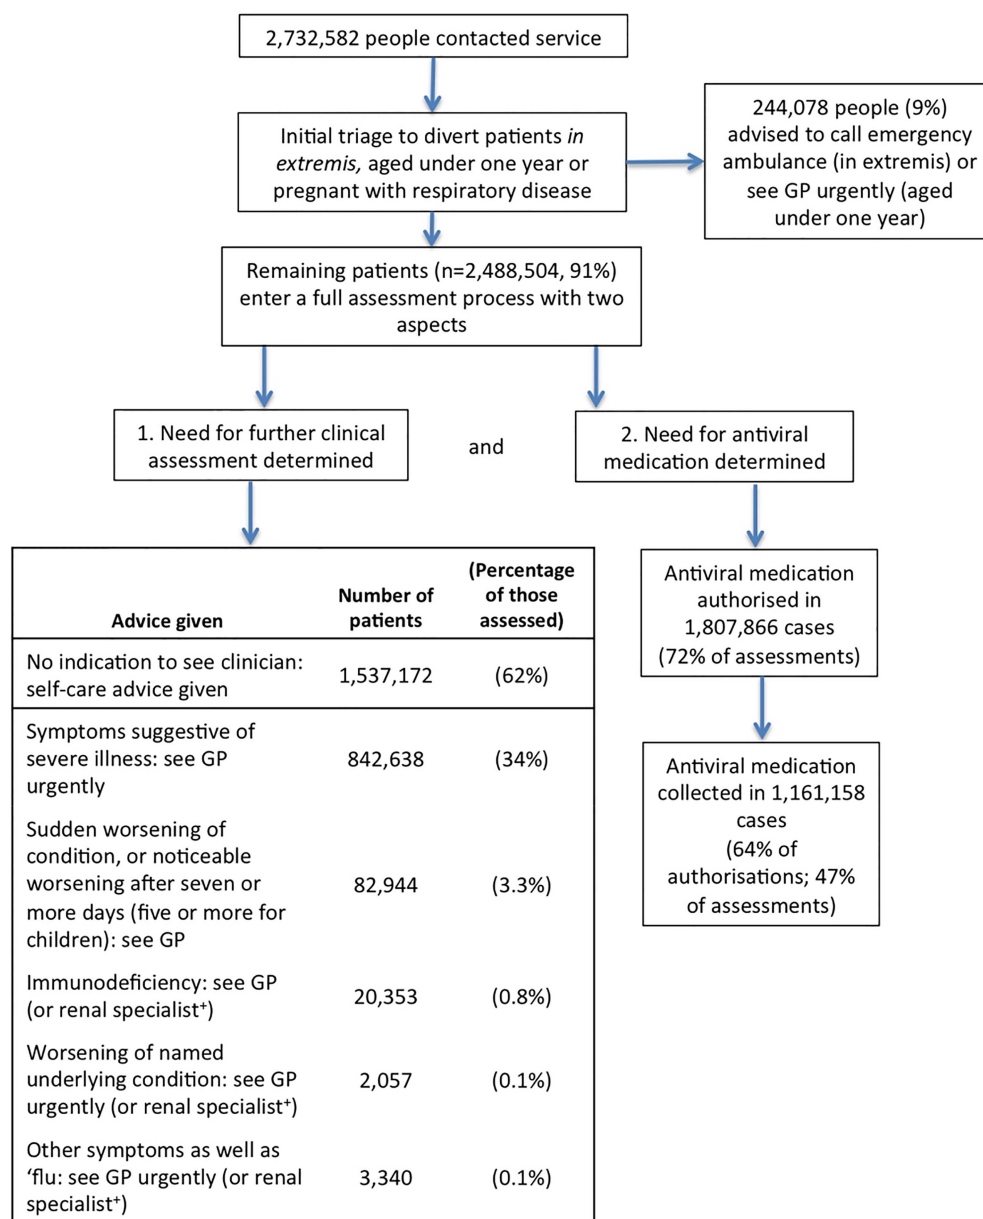 2,732,582 people contacted service
Initial triage to divert patients in
extremis, aged under one year or
pregnant with respiratory disease
244,078 people (9%)
advised to call emergency
ambulance (in extremis) or
see GP urgently (aged
under one year)
Remaining patients (n=2,488,504, 91%)
enter a full assessment process with two
aspects
1. Need for further clinical
assessment determined
and
2. Need for antiviral
medication determined
Advice given
Number of
patients
(Percentage
of those
assessed)
No indication to see clinician:
self-care advice given
1,537,172
(62%)
Symptoms suggestive of
severe illness: see GP
urgently
842,638
(34%)
Sudden worsening of
condition, or noticeable
worsening after seven or
more days (five or more for
children): see GP
82,944
(3.3%)
Immunodeficiency: see GP
(or renal specialist⁺)
20,353
(0.8%)
Worsening of named
underlying condition: see GP
urgently (or renal specialist⁺)
2,057
(0.1%)
Other symptoms as well as
‘flu: see GP urgently (or renal
specialist⁺)
3,340
(0.1%)
Antiviral medication
authorised in
1,807,866 cases
(72% of assessments)
Antiviral medication
collected in 1,161,158
cases
(64% of
authorisations; 47%
of assessments)